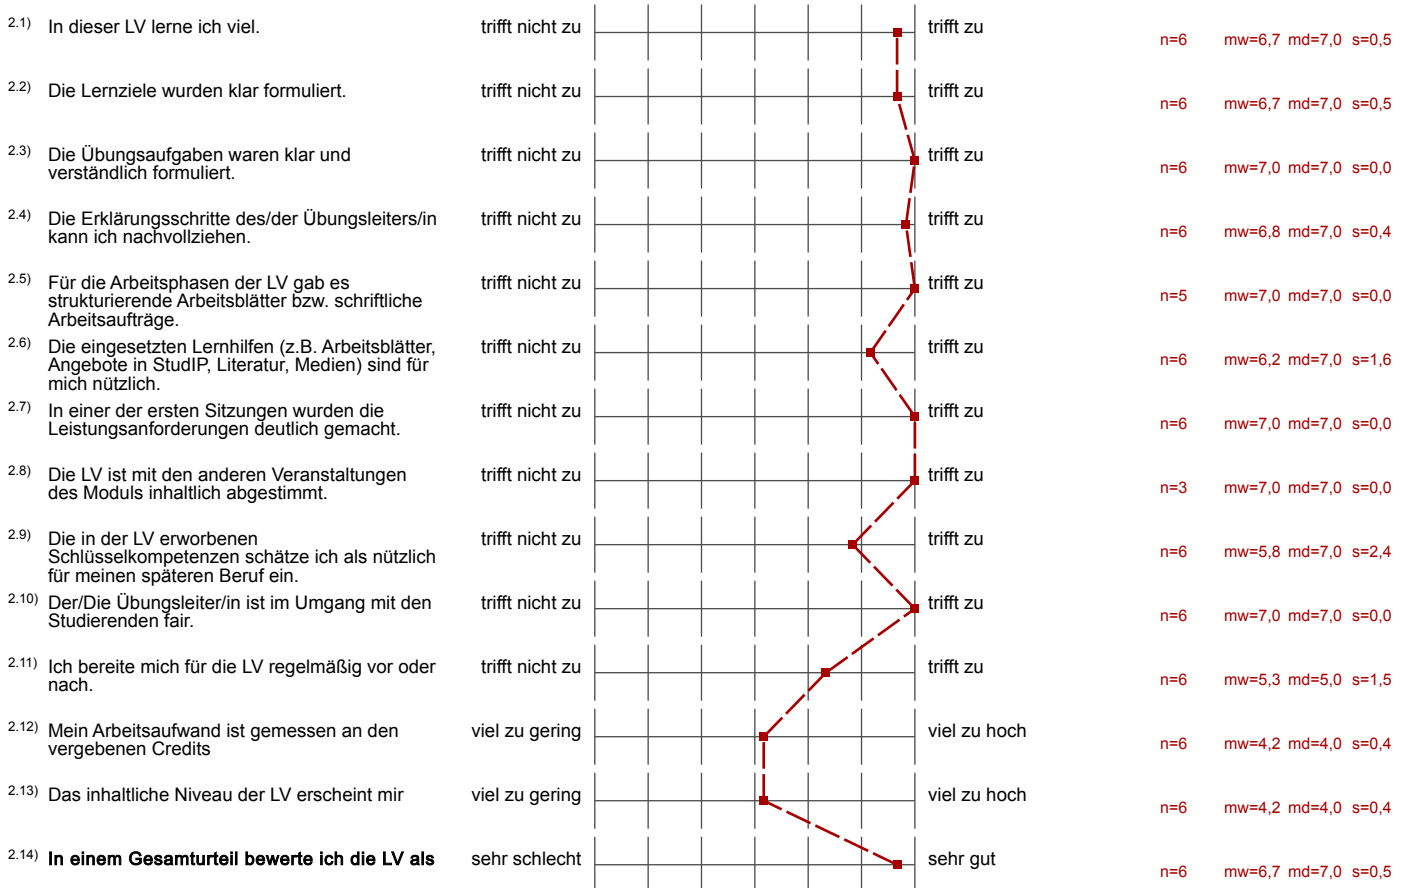 2.1) In dieser LV lerne ich viel. trifft nicht zu trifft zu n=6 mw=6,7 md=7,0 s=0,5
2.2) Die Lernziele wurden klar formuliert. trifft nicht zu trifft zu n=6 mw=6,7 md=7,0 s=0,5
2.3) Die Übungsaufgaben waren klar und trifft nicht zu trifft zu n=6 mw=7,0 md=7,0 s=0,0
verständlich formuliert.
2.4) Die Erklärungsschritte des/der Übungsleiters/in trifft nicht zu trifft zu n=6 mw=6,8 md=7,0 s=0,4
kann ich nachvollziehen.
2.5) Für die Arbeitsphasen der LV gab es trifft nicht zu trifft zu n=5 mw=7,0 md=7,0 s=0,0
strukturierende Arbeitsblätter bzw. schriftliche
Arbeitsaufträge.
2.6) Die eingesetzten Lernhilfen (z.B. Arbeitsblätter, trifft nicht zu trifft zu n=6 mw=6,2 md=7,0 s=1,6
Angebote in StudIP, Literatur, Medien) sind für
mich nützlich.
2.7) In einer der ersten Sitzungen wurden die trifft nicht zu trifft zu n=6 mw=7,0 md=7,0 s=0,0
Leistungsanforderungen deutlich gemacht.
2.8) Die LV ist mit den anderen Veranstaltungen trifft nicht zu trifft zu n=3 mw=7,0 md=7,0 s=0,0
des Moduls inhaltlich abgestimmt.
2.9) Die in der LV erworbenen trifft nicht zu trifft zu n=6 mw=5,8 md=7,0 s=2,4
Schlüsselkompetenzen schätze ich als nützlich
für meinen späteren Beruf ein.
2.10) Der/Die Übungsleiter/in ist im Umgang mit den trifft nicht zu trifft zu n=6 mw=7,0 md=7,0 s=0,0
Studierenden fair.
2.11) Ich bereite mich für die LV regelmäßig vor oder trifft nicht zu trifft zu n=6 mw=5,3 md=5,0 s=1,5
nach.
2.12) Mein Arbeitsaufwand ist gemessen an den viel zu gering viel zu hoch n=6 mw=4,2 md=4,0 s=0,4
vergebenen Credits
2.13) Das inhaltliche Niveau der LV erscheint mir viel zu gering viel zu hoch n=6 mw=4,2 md=4,0 s=0,4
2.14) In einem Gesamturteil bewerte ich die LV als sehr schlecht sehr gut n=6 mw=6,7 md=7,0 s=0,5